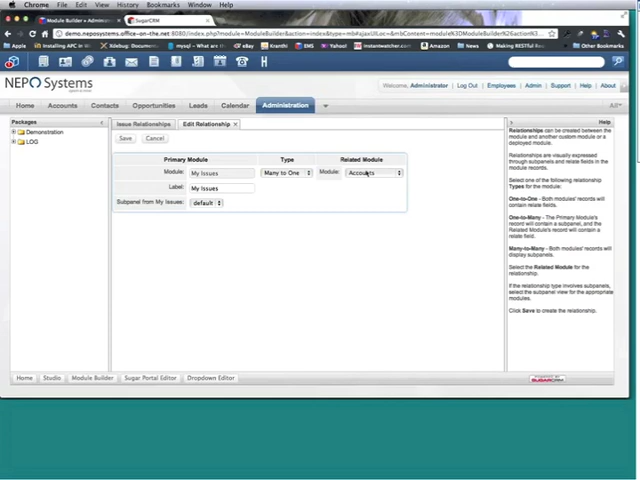 Chrome File Edit View History Bookmarks Window Help
Module Builder » Administra
SugarCRM
demo.neposystems.office-on-the.net:8080/index.php?module=ModuleBuilder&action=index&type=mb#ajaxUILoc=&mbContent=module%3DModuleBuilder%26action%
Apple Installing APC in Xdebug: Document mysql - What are eBay Kranthi EMS Yahoo! instantwatcher.com Amazon News Making RESTful Req Other Bookmarks
NEPO Systems
Welcome, Administrator | Log Out | Employees | Admin | Support | Help | About
Home Accounts Contacts Opportunities Leads Calendar Administration All
Packages
Demonstration
LOG
Issue Relationships Edit Relationship
Save Cancel
Primary Module Type Related Module
Module: My Issues Many to One Module: Accounts
Label: My Issues
Subpanel from My Issues: default
Help
Relationships can be created between the module and another custom module or a deployed module.
Relationships are visually expressed through subpanels and relate fields in the module records.
Select one of the following relationship Types for the module:
One-to-One - Both modules' records will contain relate fields.
One-to-Many - The Primary Module's record will contain a subpanel, and the Related Module's record will contain a relate field.
Many-to-Many - Both modules' records will display subpanels.
Select the Related Module for the relationship.
If the relationship type involves subpanels, select the subpanel view for the appropriate modules.
Click Save to create the relationship.
Home Studio Module Builder Sugar Portal Editor Dropdown Editor
POWERED BY SUGARCRM